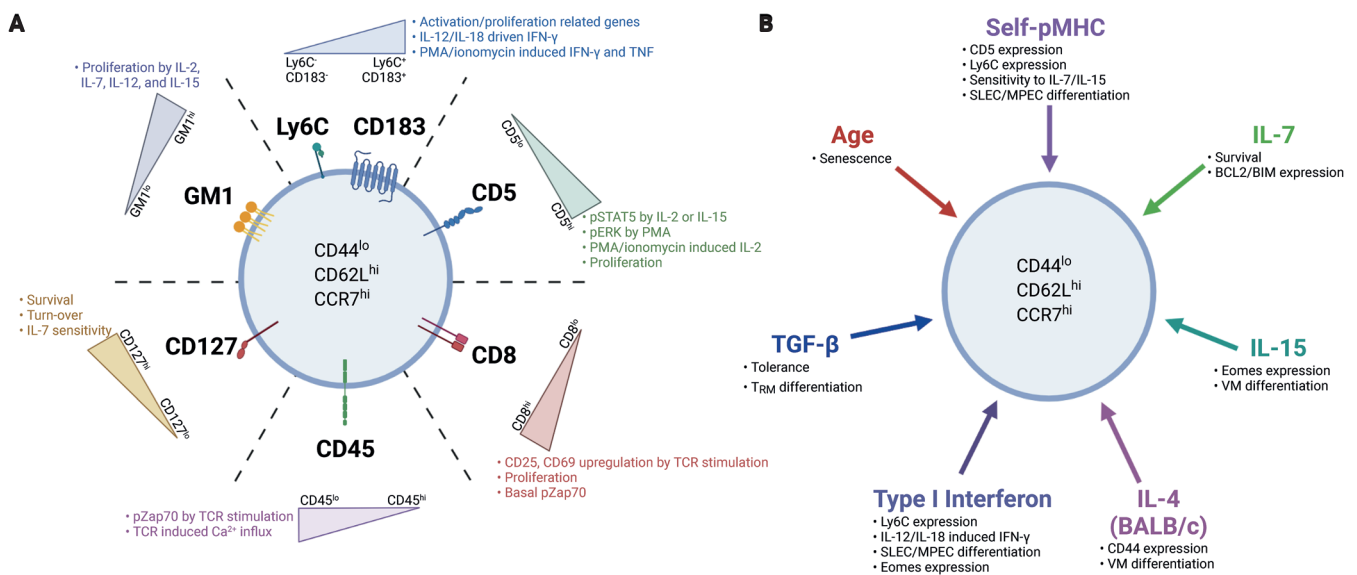 A
• Activation/proliferation related genes
• IL-12/IL-18 driven IFN-γ
• PMA/ionomycin induced IFN-γ and TNF
Ly6C⁻ Ly6C⁺
CD183⁻ CD183⁺
• Proliferation by IL-2,
IL-7, IL-12, and IL-15
GM1ʰⁱ
GM1ˡᵒ
Ly6C
CD183
GM1
CD5
CD5ˡᵒ
CD5ʰⁱ
• pSTAT5 by IL-2 or IL-15
• pERK by PMA
• PMA/ionomycin induced IL-2
• Proliferation
CD44ˡᵒ
CD62Lʰⁱ
CCR7ʰⁱ
• Survival
• Turn-over
• IL-7 sensitivity
CD127ʰⁱ
CD127ˡᵒ
CD127
CD8
CD8ˡᵒ
CD8ʰⁱ
CD45
• CD25, CD69 upregulation by TCR stimulation
• Proliferation
• Basal pZap70
CD45ˡᵒ CD45ʰⁱ
• pZap70 by TCR stimulation
• TCR induced Ca²⁺ influx
B
Self-pMHC
• CD5 expression
• Ly6C expression
• Sensitivity to IL-7/IL-15
• SLEC/MPEC differentiation
Age
• Senescence
IL-7
• Survival
• BCL2/BIM expression
CD44ˡᵒ
CD62Lʰⁱ
CCR7ʰⁱ
TGF-β
• Tolerance
• TRM differentiation
IL-15
• Eomes expression
• VM differentiation
Type I Interferon
• Ly6C expression
• IL-12/IL-18 induced IFN-γ
• SLEC/MPEC differentiation
• Eomes expression
IL-4
(BALB/c)
• CD44 expression
• VM differentiation